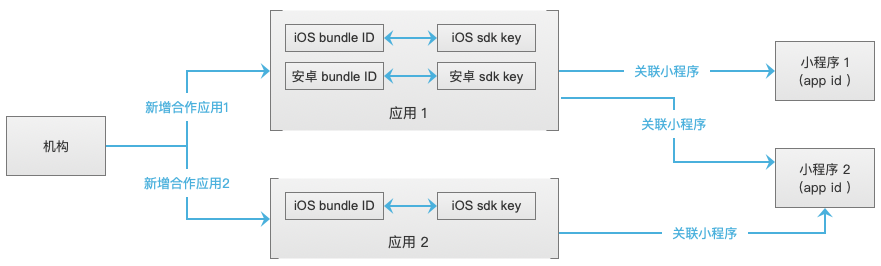 机构
新增合作应用1
新增合作应用2
iOS bundle ID
iOS sdk key
安卓 bundle ID
安卓 sdk key
应用 1
iOS bundle ID
iOS sdk key
应用 2
关联小程序
关联小程序
关联小程序
小程序 1
(app id )
小程序 2
(app id )